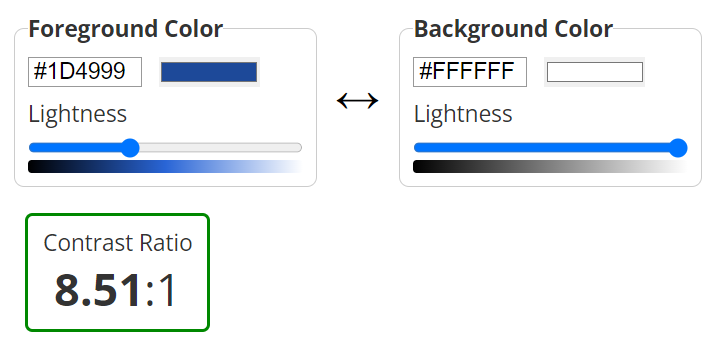 Foreground Color
#1D4999
Lightness
Background Color
#FFFFFF
Lightness
Contrast Ratio
8.51:1